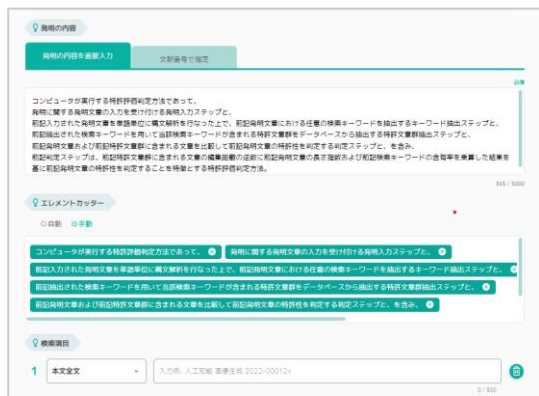 発明の内容
発明の内容を直接入力
文献番号で指定
必須
コンピュータが実行する特許評価判定方法であって、
発明に関する発明文章の入力を受け付ける発明入力ステップと、
前記入力された発明文章を単語単位に構文解析を行なった上で、前記発明文章における任意の検索キーワードを抽出するキーワード抽出ステップと、
前記抽出された検索キーワードを用いて当該検索キーワードが含まれる特許文章群をデータベースから抽出する特許文章群抽出ステップと、
前記発明文章および前記特許文章群に含まれる文章を比較して前記発明文章の特許性を判定する判定ステップと、を含み、
前記判定ステップは、前記特許文章群に含まれる文章の編集距離の逆数に前記発明文章の長さ指数および前記検索キーワードの含有率を乗算した結果を
基に前記発明文章の特許性を判定することを特徴とする特許評価判定方法。
/ 5000
エレメントカッター
自動 手動
コンピュータが実行する特許評価判定方法であって、
発明に関する発明文章の入力を受け付ける発明入力ステップと、
前記入力された発明文章を単語単位に構文解析を行なった上で、前記発明文章における任意の検索キーワードを抽出するキーワード抽出ステップと、
前記抽出された検索キーワードを用いて当該検索キーワードが含まれる特許文章群をデータベースから抽出する特許文章群抽出ステップと、
前記発明文章および前記特許文章群に含まれる文章を比較して前記発明文章の特許性を判定する判定ステップと、を含み、
検索項目
1 本文全文 入力例: 人工知能 画像生成 2022-00012x
0 / 500